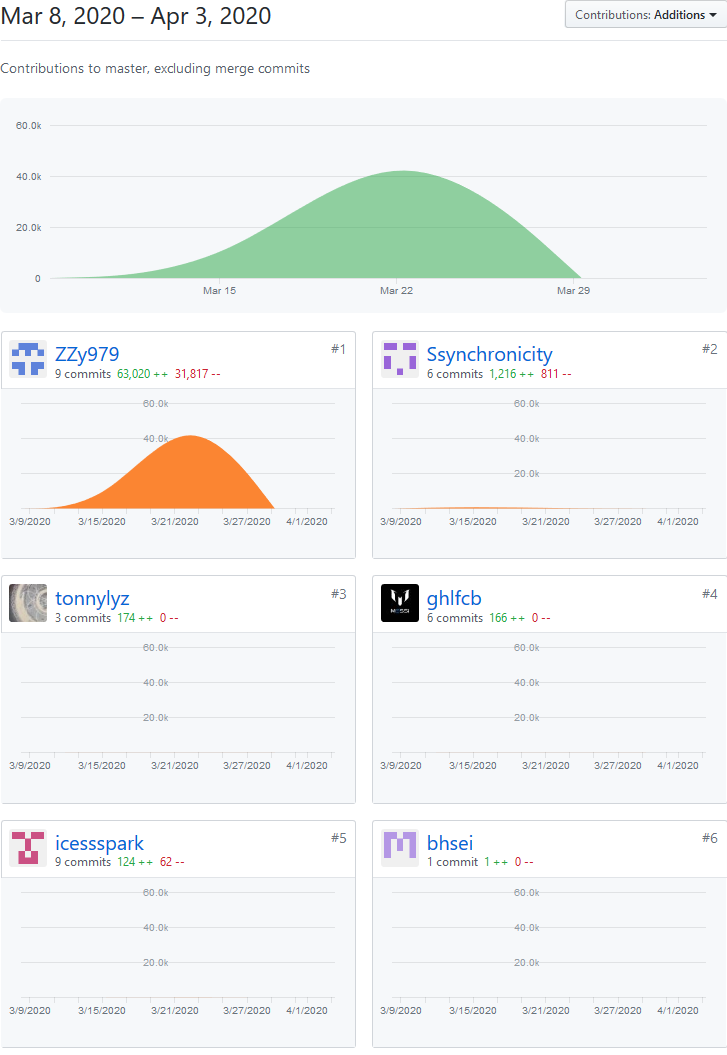 Mar 8, 2020 – Apr 3, 2020
Contributions: Additions
Contributions to master, excluding merge commits
60.0k
40.0k
20.0k
0
Mar 15 Mar 22 Mar 29
ZZy979 #1
9 commits 63,020 ++ 31,817 --
60.0k
40.0k
3/9/2020 3/15/2020 3/21/2020 3/27/2020 4/1/2020
Ssynchronicity #2
6 commits 1,216 ++ 811 --
60.0k
40.0k
20.0k
3/9/2020 3/15/2020 3/21/2020 3/27/2020 4/1/2020
tonnylyz #3
3 commits 174 ++ 0 --
60.0k
40.0k
20.0k
3/9/2020 3/15/2020 3/21/2020 3/27/2020 4/1/2020
MESSI
ghlfcb #4
6 commits 166 ++ 0 --
60.0k
40.0k
20.0k
3/9/2020 3/15/2020 3/21/2020 3/27/2020 4/1/2020
icessspark #5
9 commits 124 ++ 62 --
60.0k
40.0k
20.0k
3/9/2020 3/15/2020 3/21/2020 3/27/2020 4/1/2020
bhsei #6
1 commit 1 ++ 0 --
60.0k
40.0k
20.0k
3/9/2020 3/15/2020 3/21/2020 3/27/2020 4/1/2020